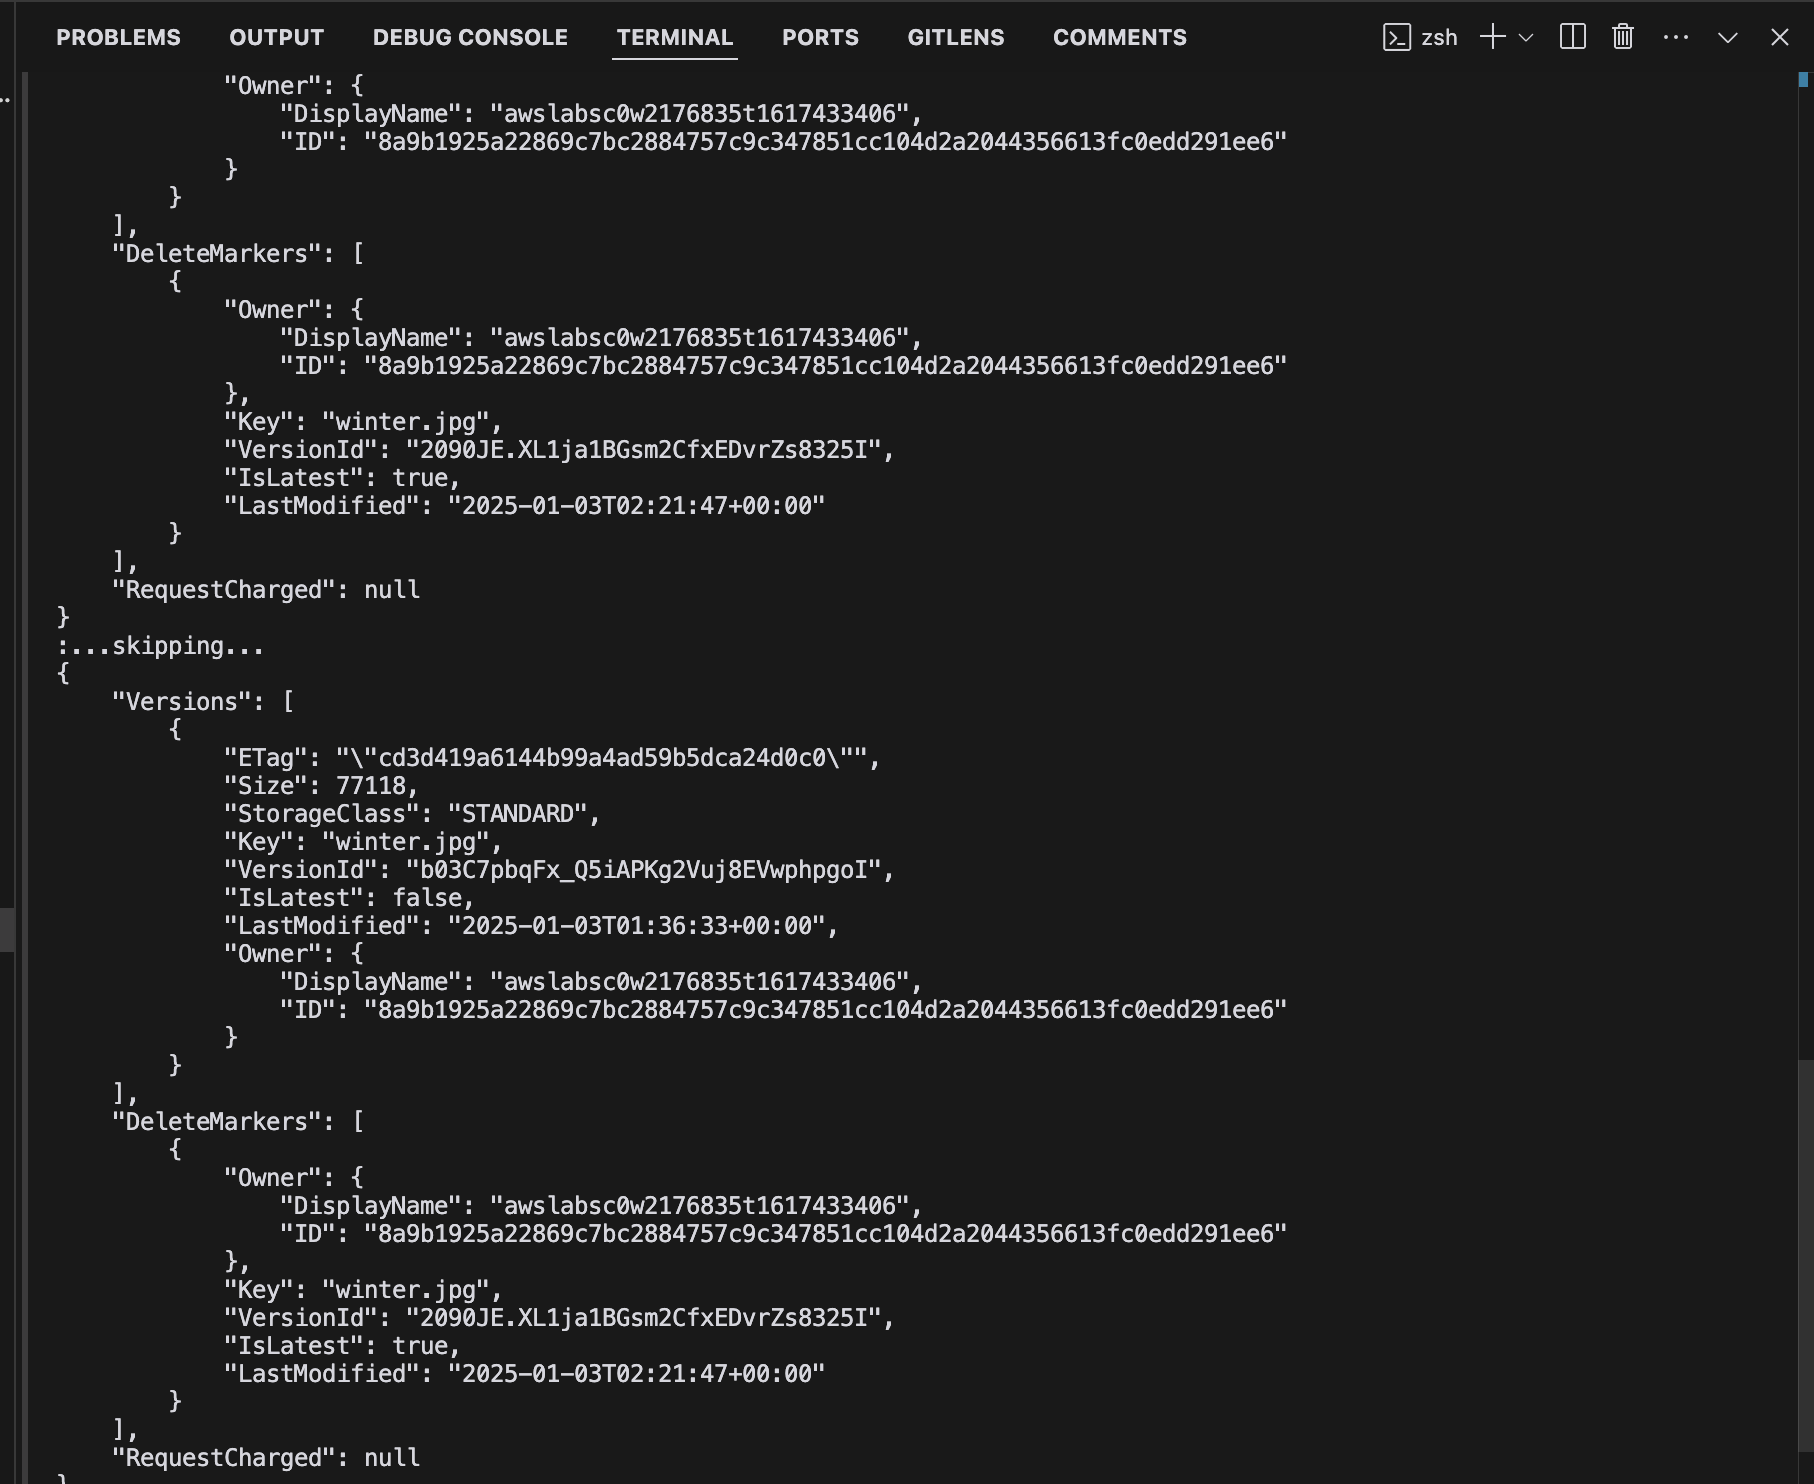 PROBLEMS OUTPUT DEBUG CONSOLE TERMINAL PORTS GITLENS COMMENTS zsh
"Owner": {
"DisplayName": "awslabsc0w2176835t1617433406",
"ID": "8a9b1925a22869c7bc2884757c9c347851cc104d2a2044356613fc0edd291ee6"
}
}
],
"DeleteMarkers": [
{
"Owner": {
"DisplayName": "awslabsc0w2176835t1617433406",
"ID": "8a9b1925a22869c7bc2884757c9c347851cc104d2a2044356613fc0edd291ee6"
},
"Key": "winter.jpg",
"VersionId": "2090JE.XL1ja1BGsm2CfxEDvrZs8325I",
"IsLatest": true,
"LastModified": "2025-01-03T02:21:47+00:00"
}
],
"RequestCharged": null
}
:...skipping...
{
"Versions": [
{
"ETag": "\"cd3d419a6144b99a4ad59b5dca24d0c0\"",
"Size": 77118,
"StorageClass": "STANDARD",
"Key": "winter.jpg",
"VersionId": "b03C7pbqFx_Q5iAPKg2Vuj8EVwphpgoI",
"IsLatest": false,
"LastModified": "2025-01-03T01:36:33+00:00",
"Owner": {
"DisplayName": "awslabsc0w2176835t1617433406",
"ID": "8a9b1925a22869c7bc2884757c9c347851cc104d2a2044356613fc0edd291ee6"
}
}
],
"DeleteMarkers": [
{
"Owner": {
"DisplayName": "awslabsc0w2176835t1617433406",
"ID": "8a9b1925a22869c7bc2884757c9c347851cc104d2a2044356613fc0edd291ee6"
},
"Key": "winter.jpg",
"VersionId": "2090JE.XL1ja1BGsm2CfxEDvrZs8325I",
"IsLatest": true,
"LastModified": "2025-01-03T02:21:47+00:00"
}
],
"RequestCharged": null
}